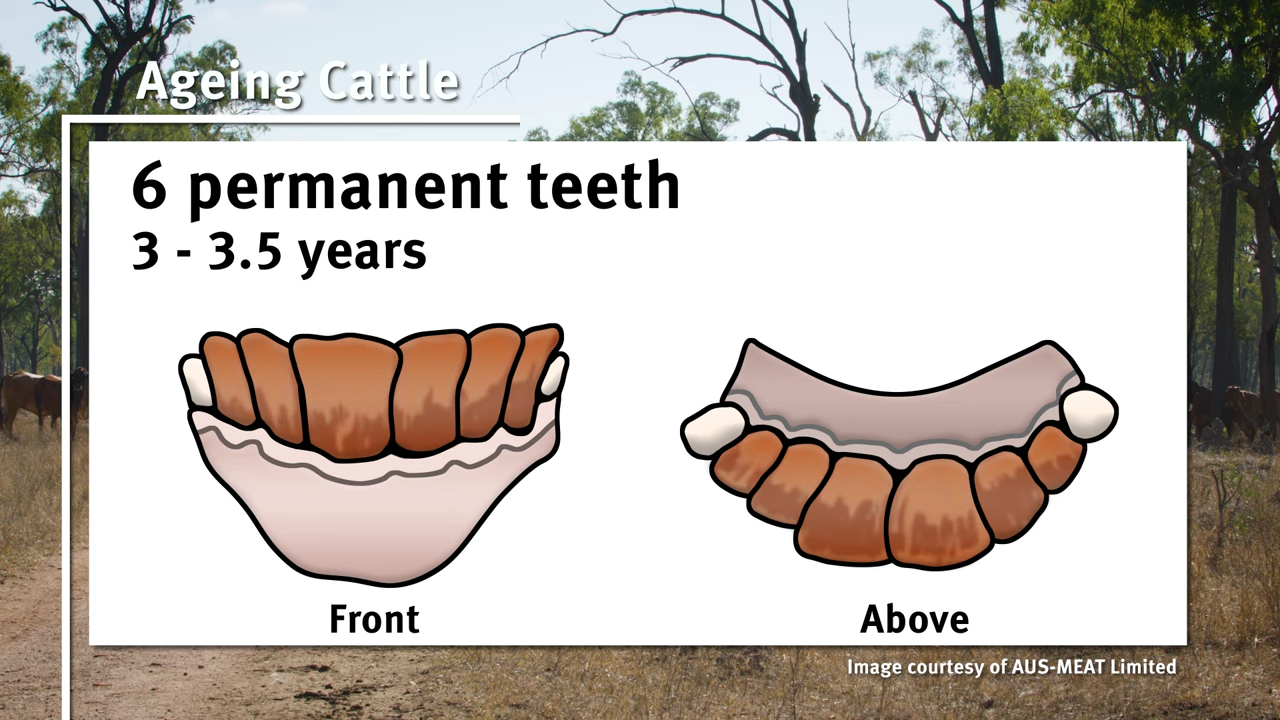 Ageing Cattle
6 permanent teeth
3 - 3.5 years
Front
Above
Image courtesy of AUS-MEAT Limited